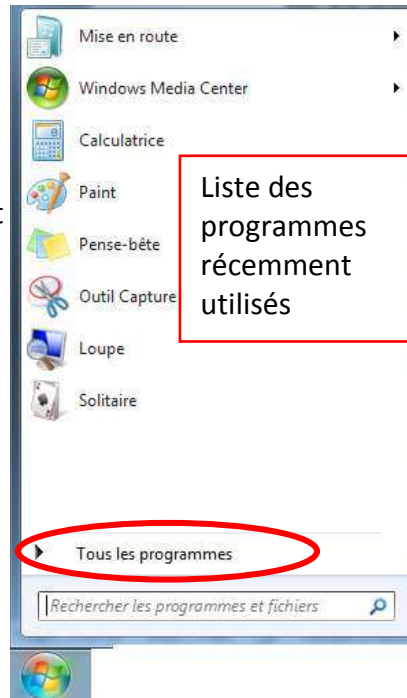 Mise en route
Windows Media Center
Calculatrice
Paint
Pense-bête
Outil Capture
Loupe
Solitaire
Liste des
programmes
récemment
utilisés
t
Tous les programmes
Rechercher les programmes et fichiers